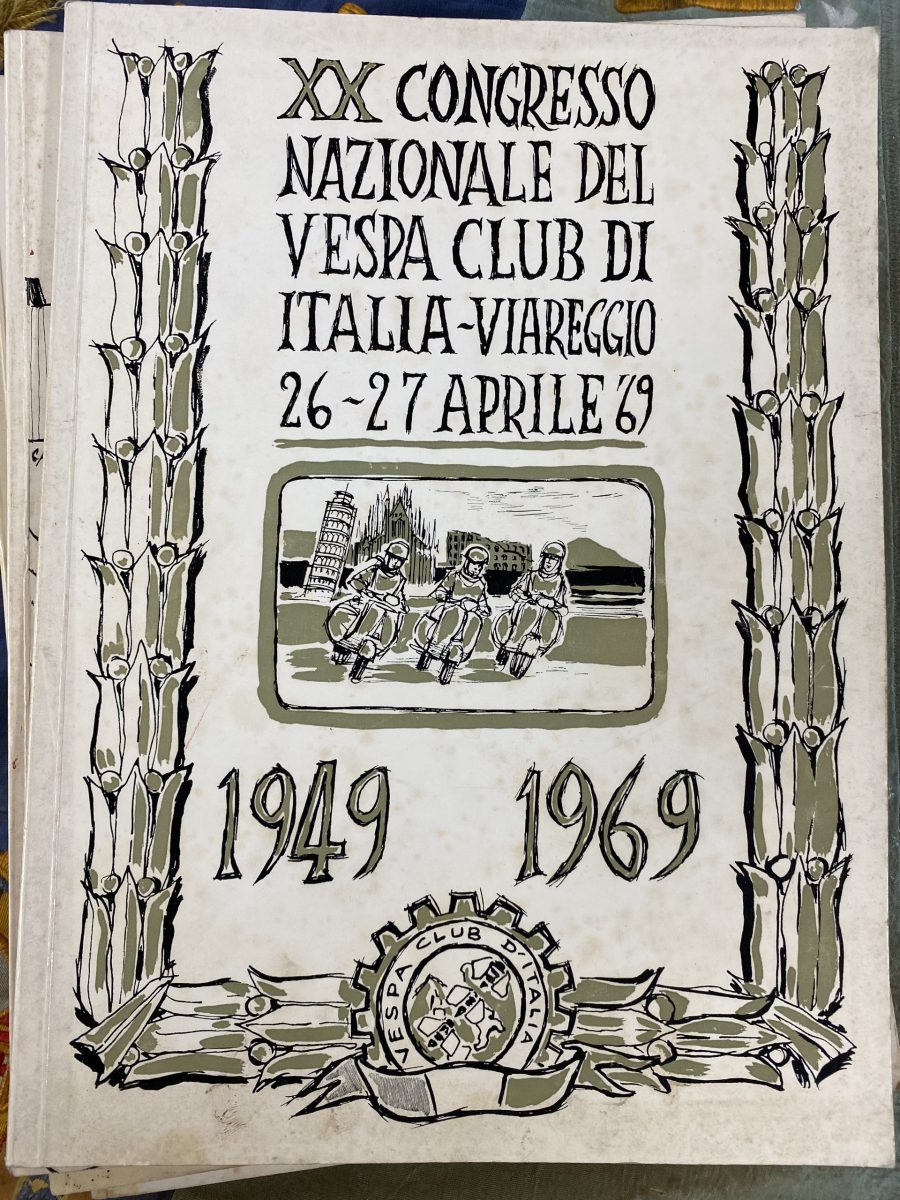 XX CONGRESSO
NAZIONALE DEL
VESPA CLUB DI
ITALIA-VIAREGGIO
26-27 APRILE '69
1949 1969
VESPA CLUB D'ITALIA